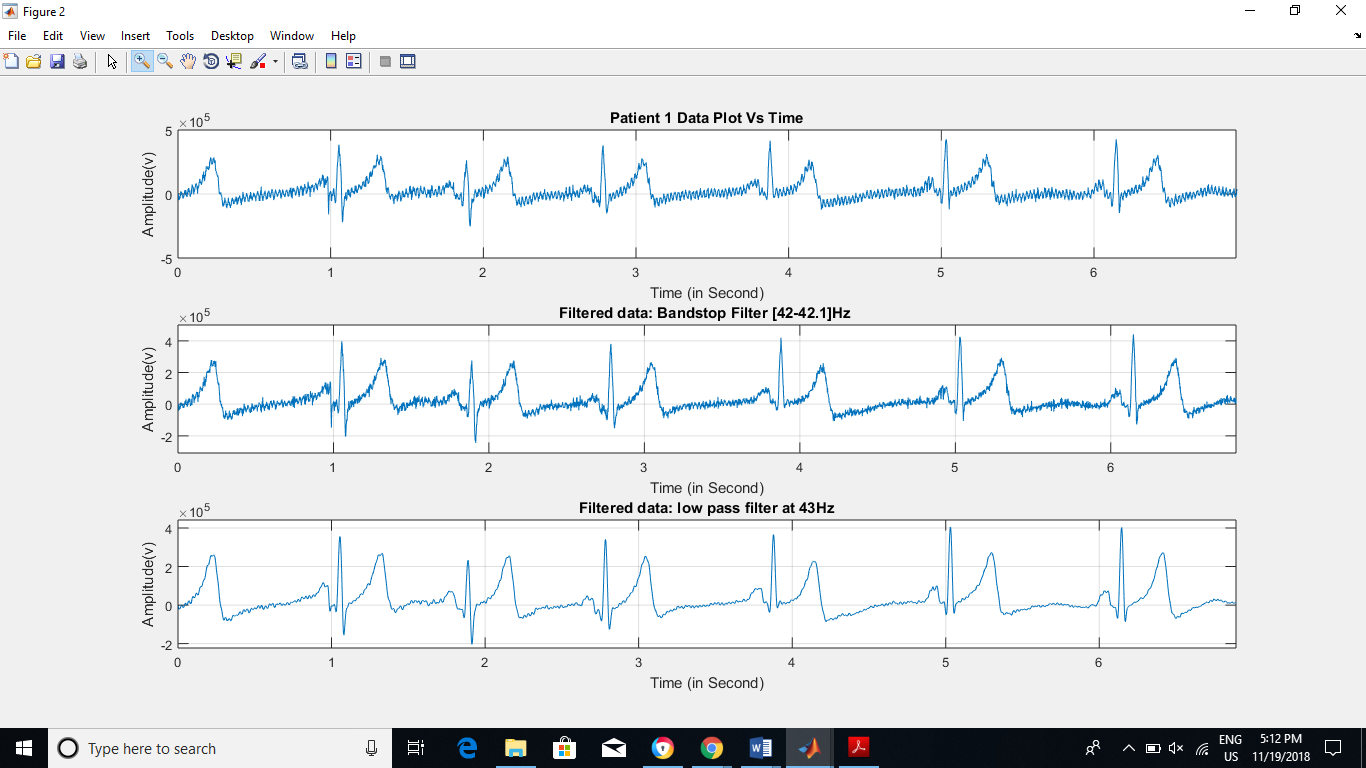 Figure 2
File Edit View Insert Tools Desktop Window Help
Patient 1 Data Plot Vs Time
×10^5
5
0
-5
Amplitude(v)
0 1 2 3 4 5 6
Time (in Second)
Filtered data: Bandstop Filter [42-42.1]Hz
×10^5
4
2
0
-2
Amplitude(v)
0 1 2 3 4 5 6
Time (in Second)
Filtered data: low pass filter at 43Hz
×10^5
4
2
0
-2
Amplitude(v)
0 1 2 3 4 5 6
Time (in Second)
Type here to search
ENG
US
5:12 PM
11/19/2018